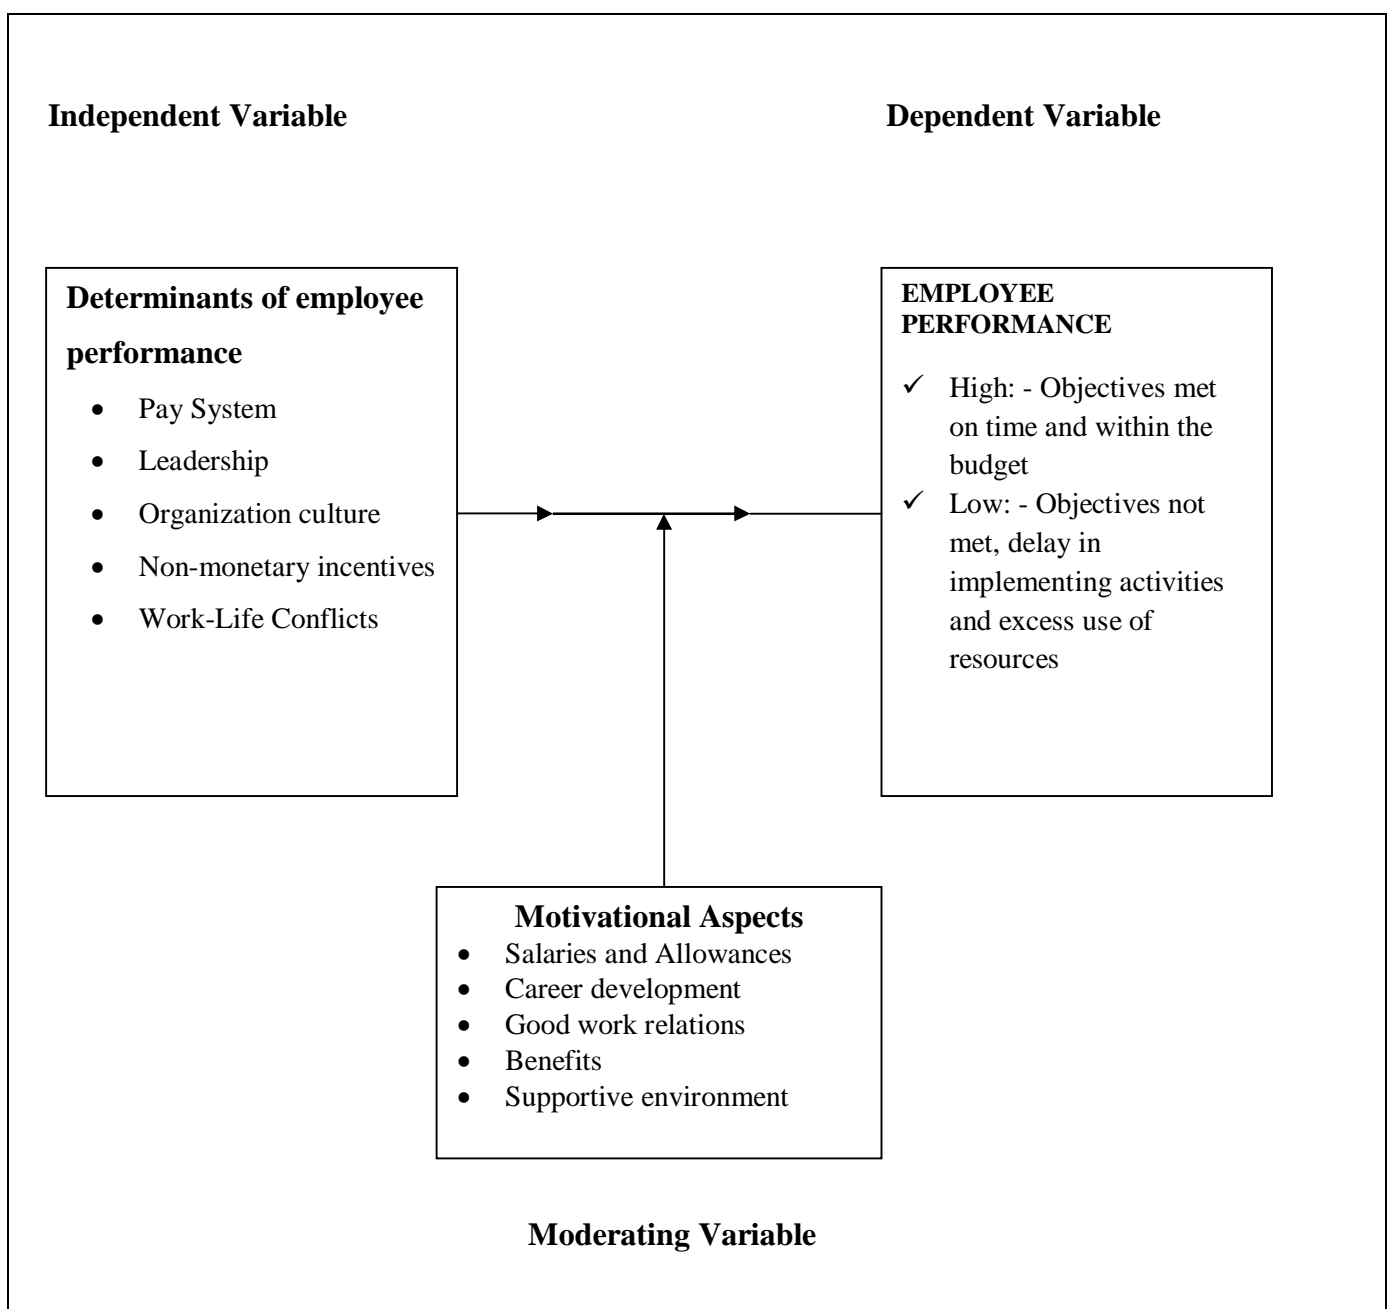 Independent Variable
Dependent Variable
Determinants of employee
performance
• Pay System
• Leadership
• Organization culture
• Non-monetary incentives
• Work-Life Conflicts
EMPLOYEE
PERFORMANCE
✓ High: - Objectives met
on time and within the
budget
✓ Low: - Objectives not
met, delay in
implementing activities
and excess use of
resources
Motivational Aspects
• Salaries and Allowances
• Career development
• Good work relations
• Benefits
• Supportive environment
Moderating Variable